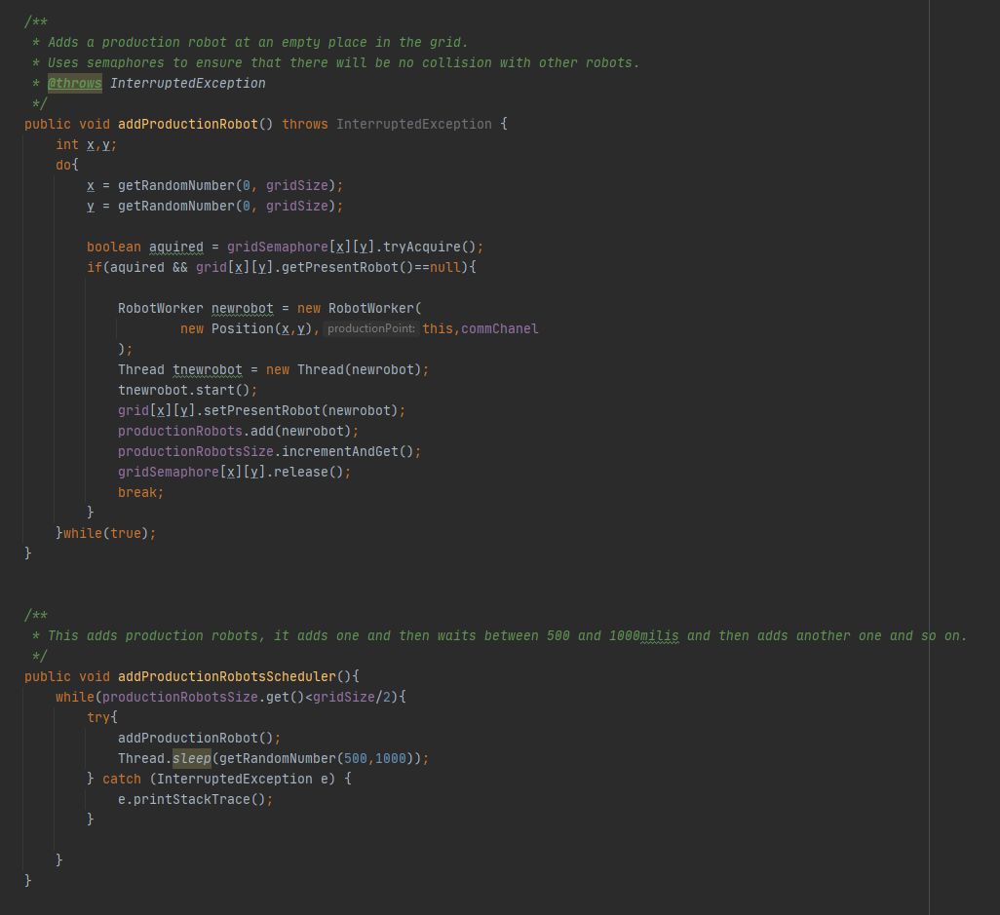 /**
 * Adds a production robot at an empty place in the grid.
 * Uses semaphores to ensure that there will be no collision with other robots.
 * @throws InterruptedException
 */
public void addProductionRobot() throws InterruptedException {
    int x,y;
    do{
        x = getRandomNumber(0, gridSize);
        y = getRandomNumber(0, gridSize);

        boolean aquired = gridSemaphore[x][y].tryAcquire();
        if(aquired && grid[x][y].getPresentRobot()==null){

            RobotWorker newrobot = new RobotWorker(
                    new Position(x,y), productionPoint: this,commChanel
            );
            Thread tnewrobot = new Thread(newrobot);
            tnewrobot.start();
            grid[x][y].setPresentRobot(newrobot);
            productionRobots.add(newrobot);
            productionRobotsSize.incrementAndGet();
            gridSemaphore[x][y].release();
            break;
        }
    }while(true);
}

/**
 * This adds production robots, it adds one and then waits between 500 and 1000milis and then adds another one and so on.
 */
public void addProductionRobotsScheduler(){
    while(productionRobotsSize.get()<gridSize/2){
        try{
            addProductionRobot();
            Thread.sleep(getRandomNumber(500,1000));
        } catch (InterruptedException e) {
            e.printStackTrace();
        }

    }
}